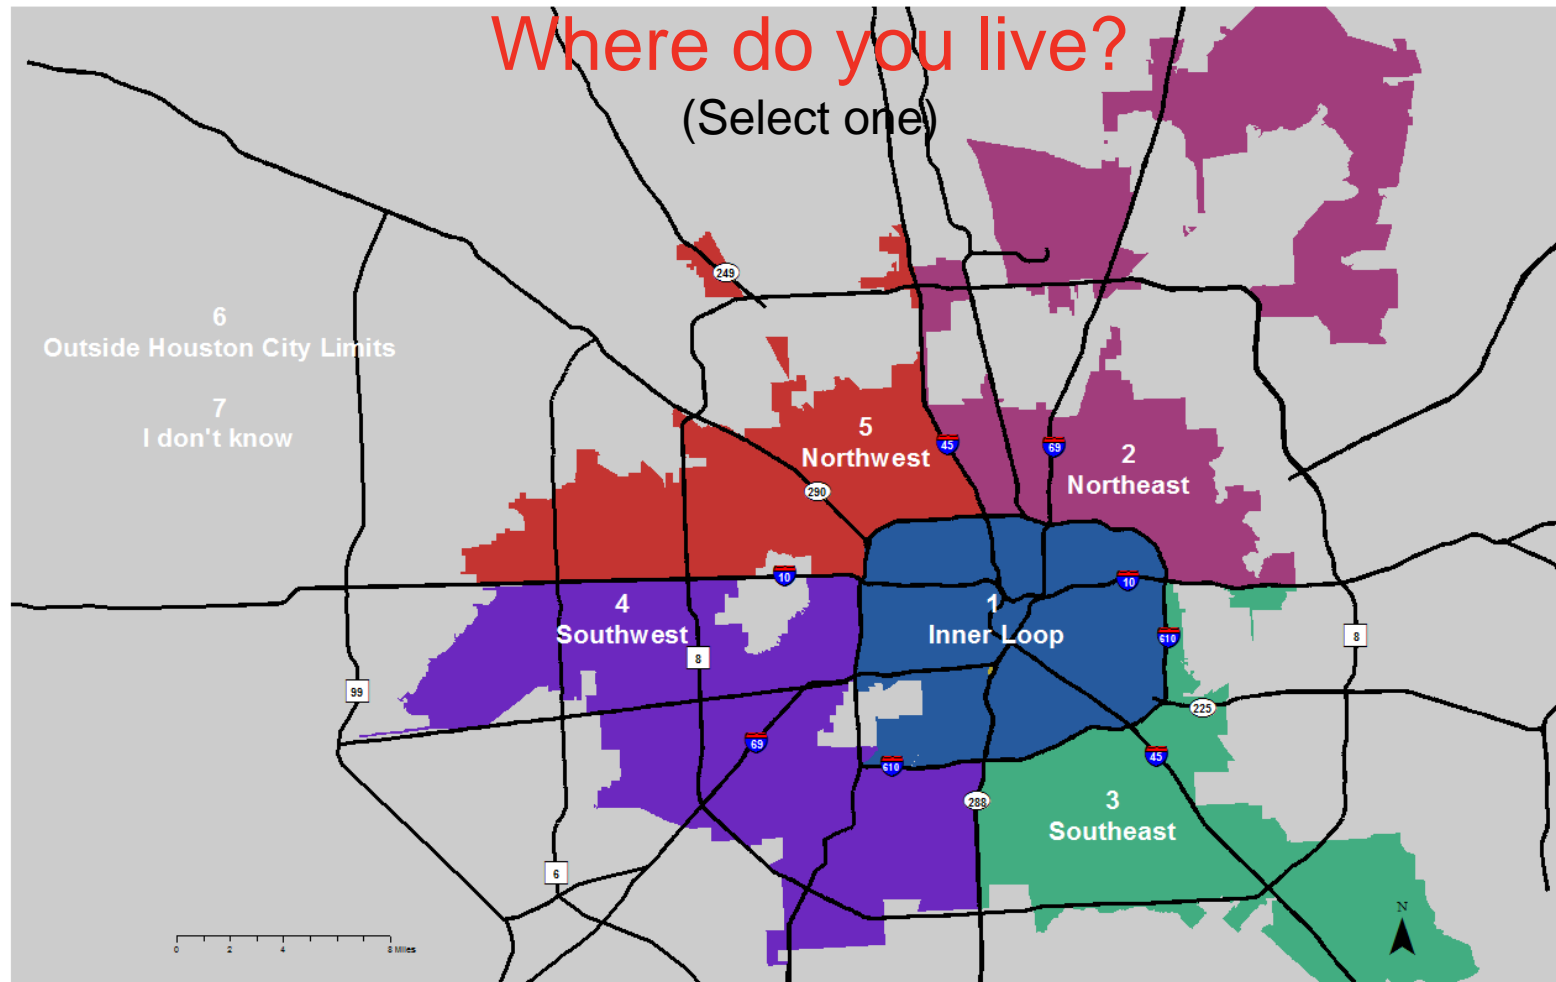 Where do you live?
(Select one)
249
6
Outside Houston City Limits
7
I don't know
5
Northwest
45
69
2
Northeast
290
10
10
4
Southwest
1
Inner Loop
610
8
8
99
225
69
610
45
288
3
Southeast
6
N
0 2 4 8 Miles